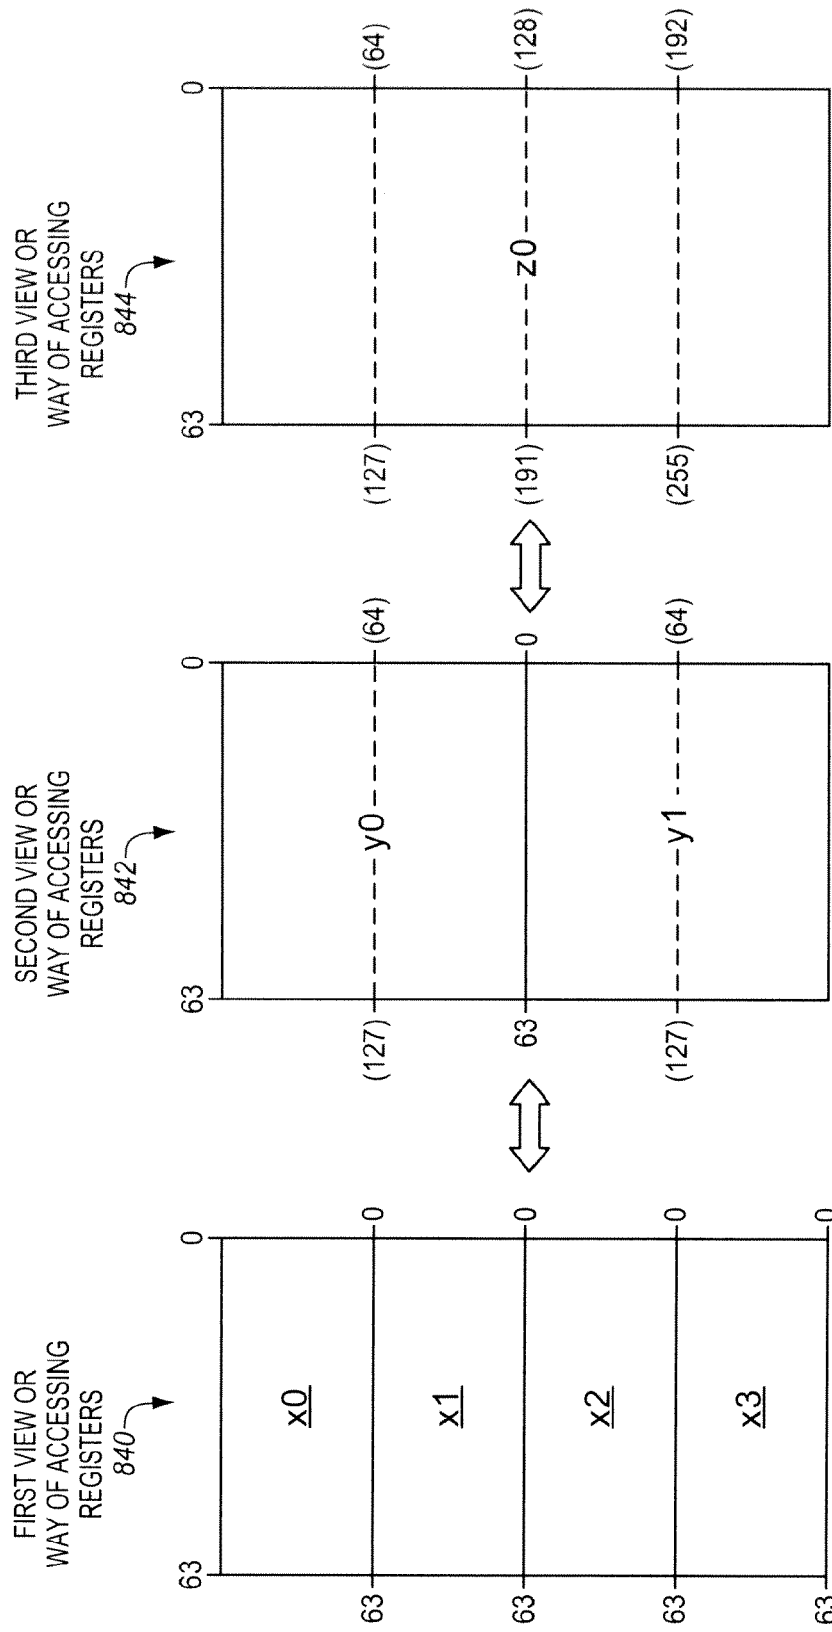 FIRST VIEW OR
WAY OF ACCESSING
REGISTERS
840
63
0
x0
63
0
x1
63
0
x2
63
0
x3
63
0
SECOND VIEW OR
WAY OF ACCESSING
REGISTERS
842
63
0
(127)
y0
(64)
63
0
(127)
y1
(64)
THIRD VIEW OR
WAY OF ACCESSING
REGISTERS
844
63
0
(127)
(64)
(191)
z0
(128)
(255)
(192)